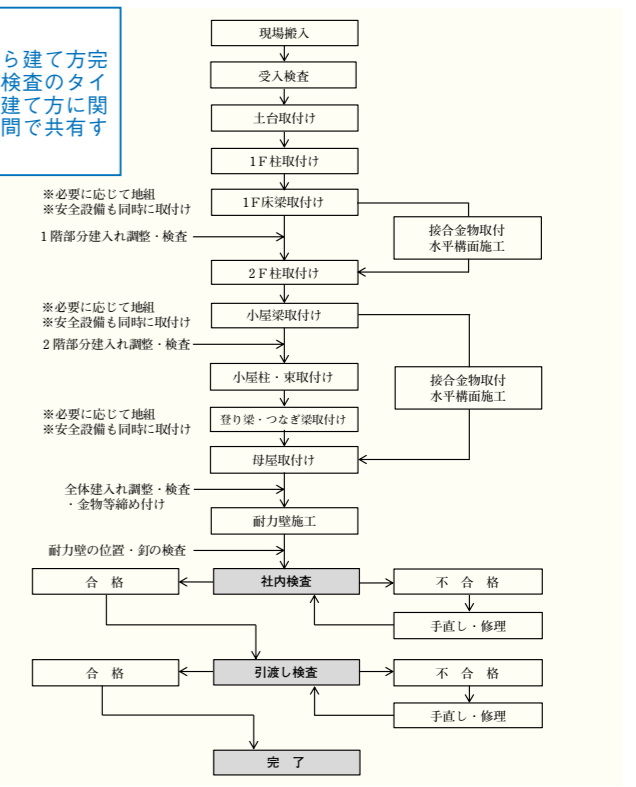 ら建て方完
検査のタイ
建て方に関
間で共有す
現場搬入
受入検査
土台取付け
1F柱取付け
※必要に応じて地組
※安全設備も同時に取付け
1F床梁取付け
1階部分建入れ調整・検査
接合金物取付
水平構面施工
2F柱取付け
※必要に応じて地組
※安全設備も同時に取付け
小屋梁取付け
2階部分建入れ調整・検査
小屋柱・束取付け
接合金物取付
水平構面施工
※必要に応じて地組
※安全設備も同時に取付け
登り梁・つなぎ梁取付け
母屋取付け
全体建入れ調整・検査
・金物等締め付け
耐力壁施工
耐力壁の位置・釘の検査
合 格
社内検査
不 合 格
手直し・修理
合 格
引渡し検査
不 合 格
手直し・修理
完 了